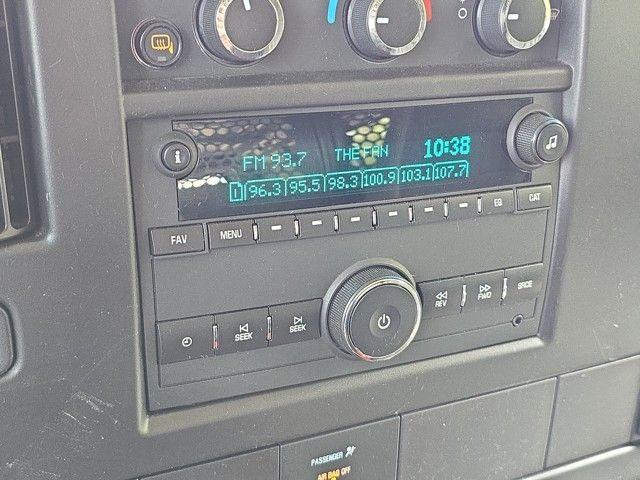 FM 93.7 THE FAN 10:38
1 96.3 95.5 98.3 100.9 103.1 107.7
FAV MENU EQ CAT
SEEK SEEK REV FWD SRCE
PASSENGER
AIR BAG OFF